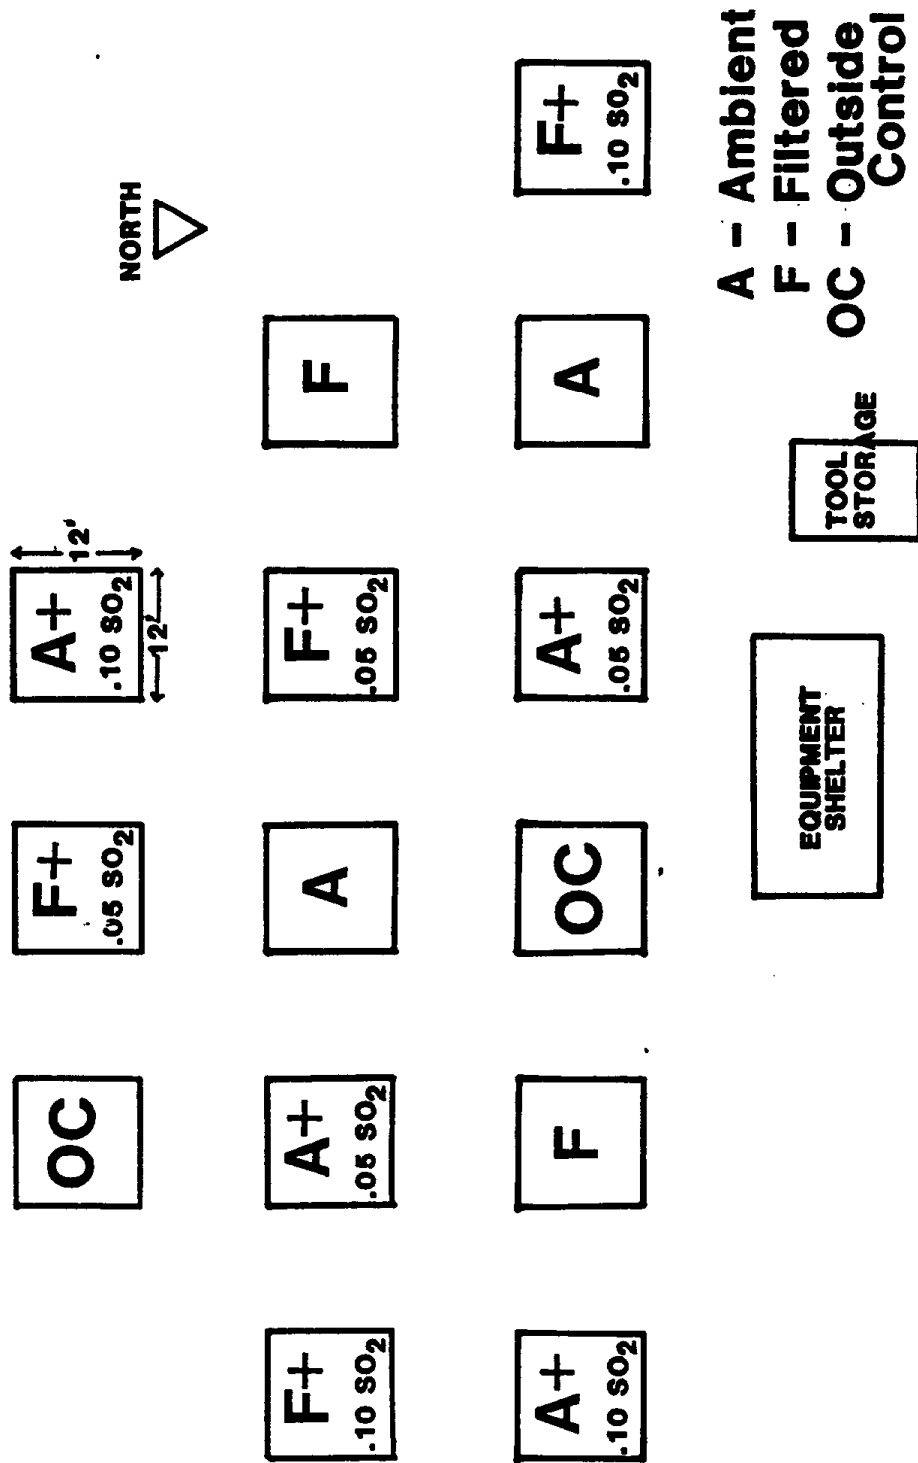 OC
F+
.05 SO₂
A+
.10 SO₂
12'
12'
NORTH
F+
.10 SO₂
A+
.05 SO₂
A
F+
.05 SO₂
F
A+
.10 SO₂
F
OC
A+
.05 SO₂
A
F+
.10 SO₂
EQUIPMENT
SHELTER
TOOL
STORAGE
A – Ambient
F – Filtered
OC – Outside
Control